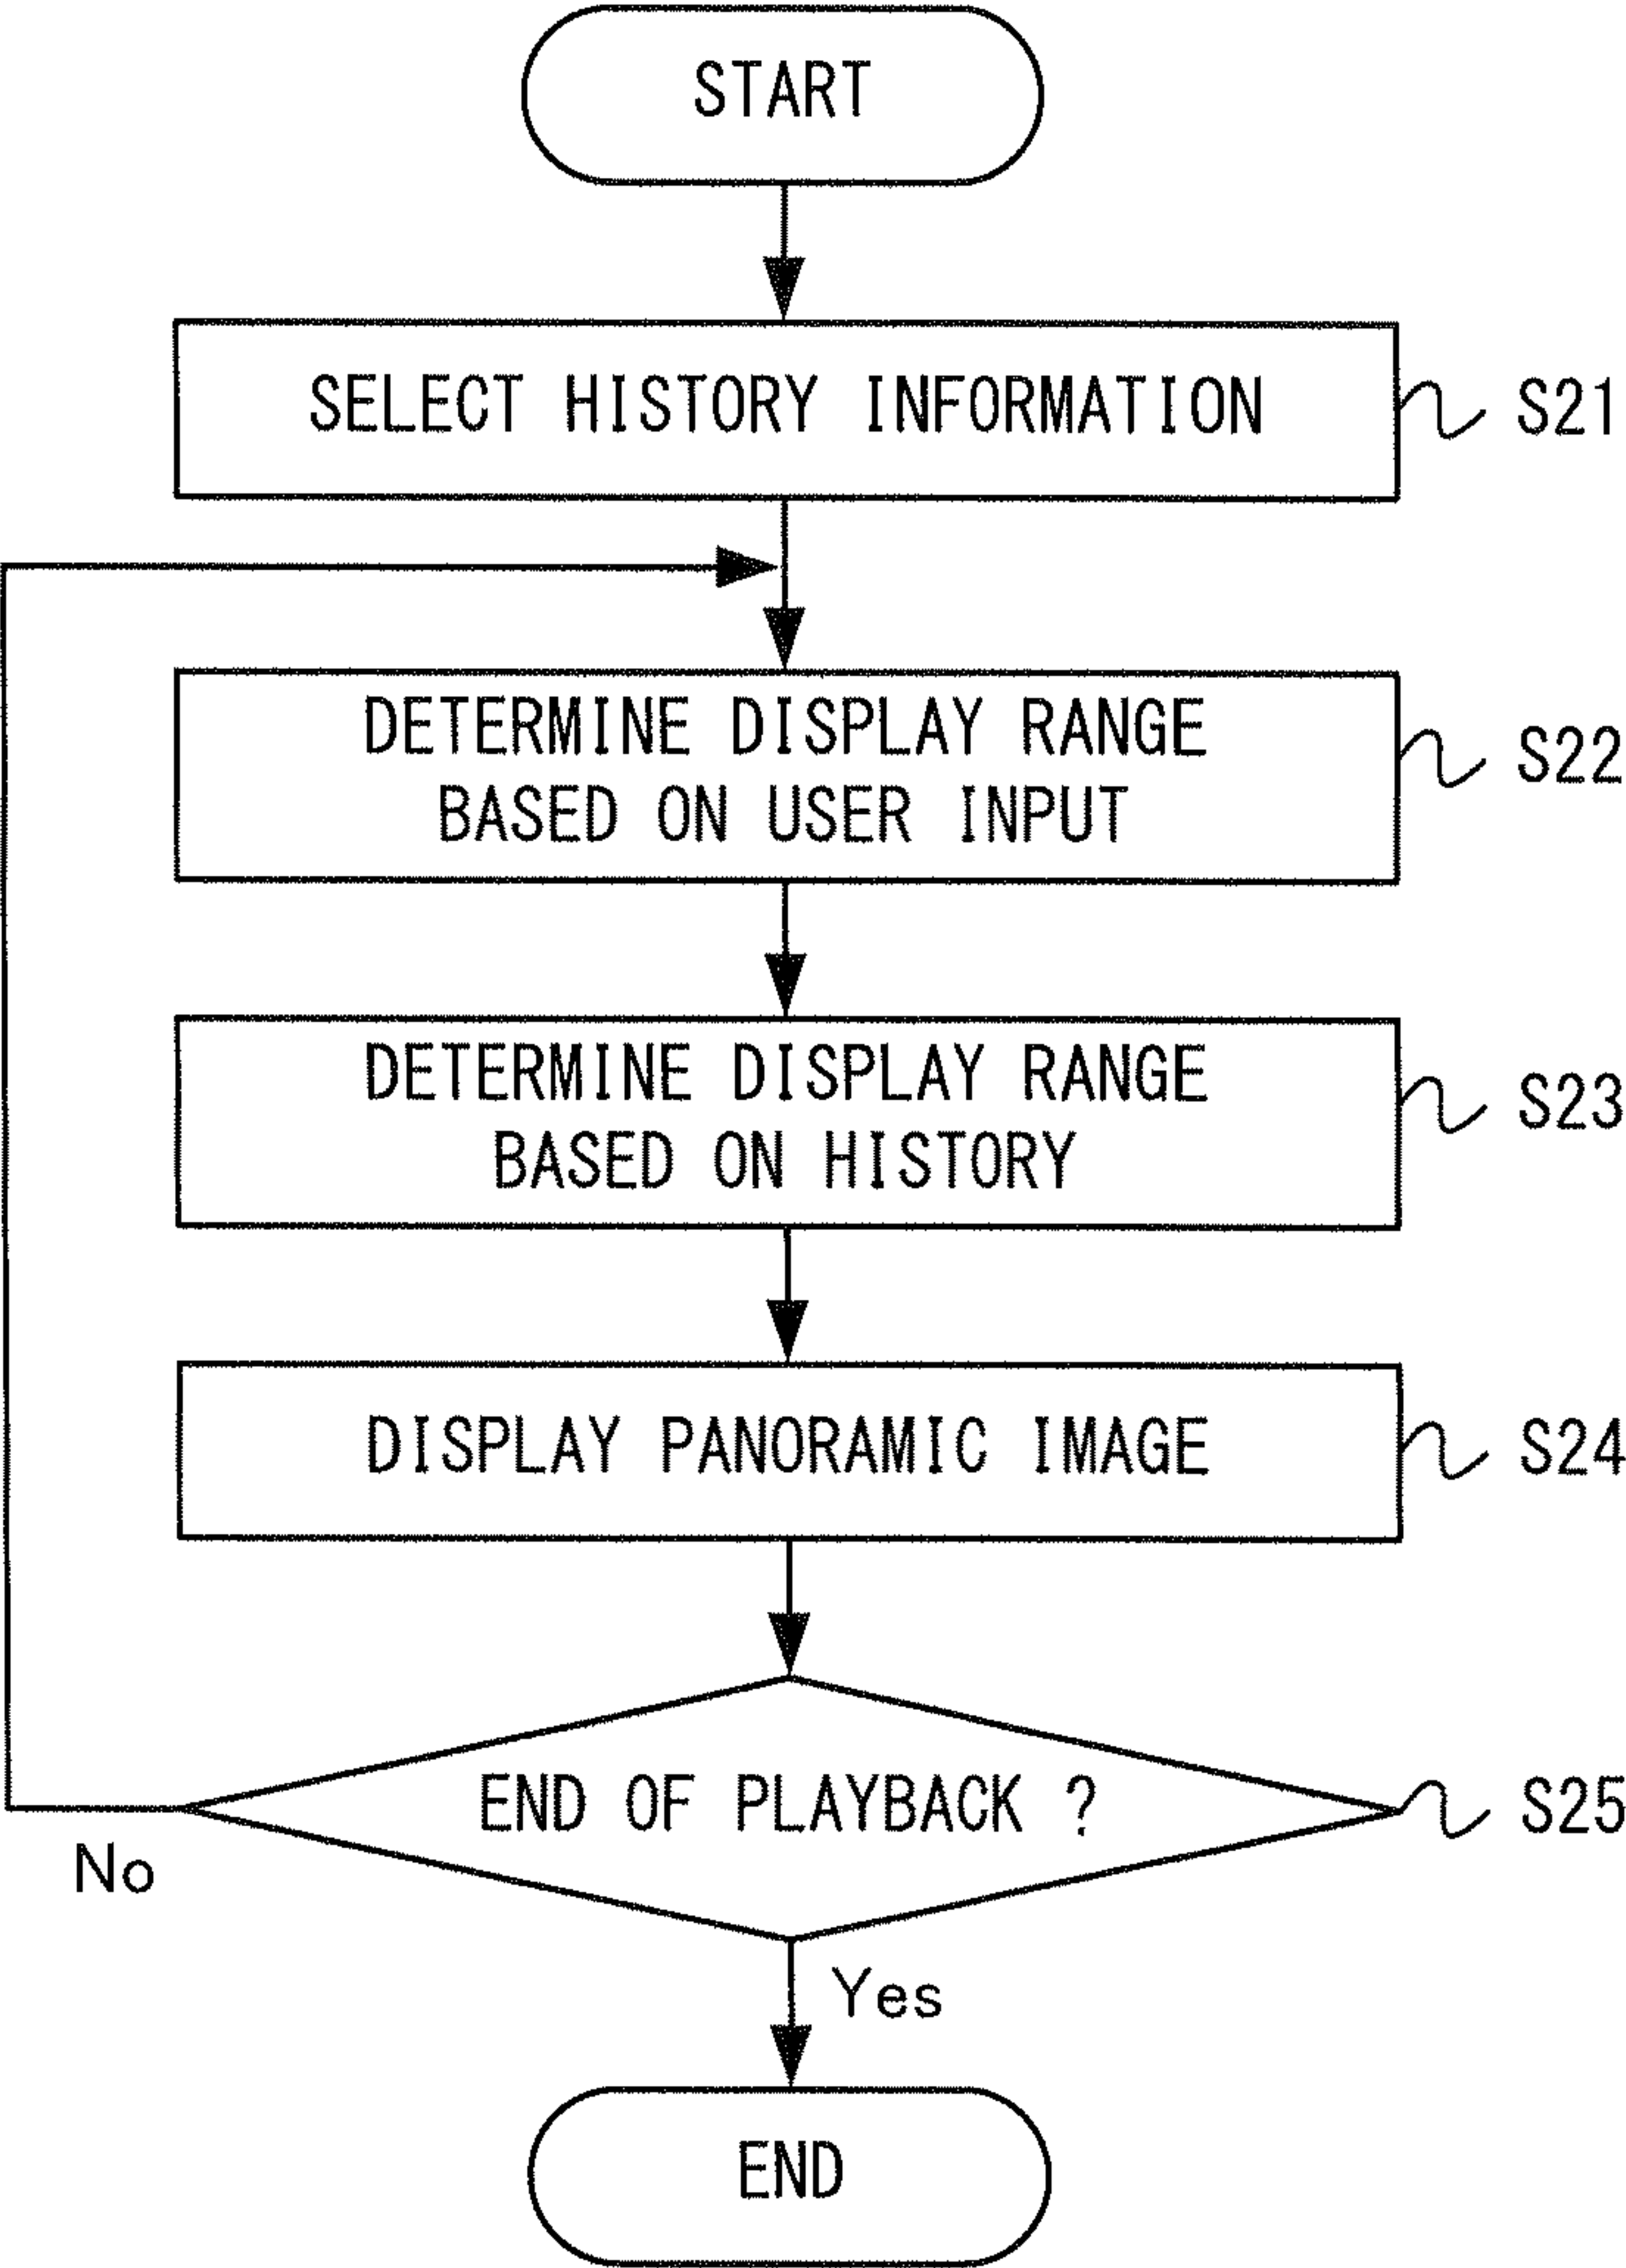 START
SELECT HISTORY INFORMATION
S21
DETERMINE DISPLAY RANGE
BASED ON USER INPUT
S22
DETERMINE DISPLAY RANGE
BASED ON HISTORY
S23
DISPLAY PANORAMIC IMAGE
S24
END OF PLAYBACK ?
S25
No
Yes
END